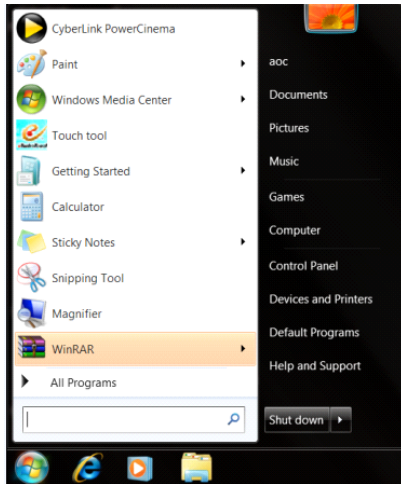 CyberLink PowerCinema
Paint
Windows Media Center
Touch tool
Getting Started
Calculator
Sticky Notes
Snipping Tool
Magnifier
WinRAR
All Programs
aoc
Documents
Pictures
Music
Games
Computer
Control Panel
Devices and Printers
Default Programs
Help and Support
Shut down